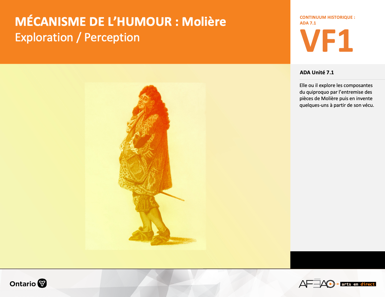 MÉCANISME DE L'HUMOUR : Molière
Exploration / Perception
CONTINUUM HISTORIQUE :
ADA 7.1
VF1
ADA Unité 7.1
Elle ou il explore les composantes
du quiproquo par l'entremise des
pièces de Molière puis en invente
quelques-uns à partir de son vécu.
Ontario
AFÉAO
arts en direct